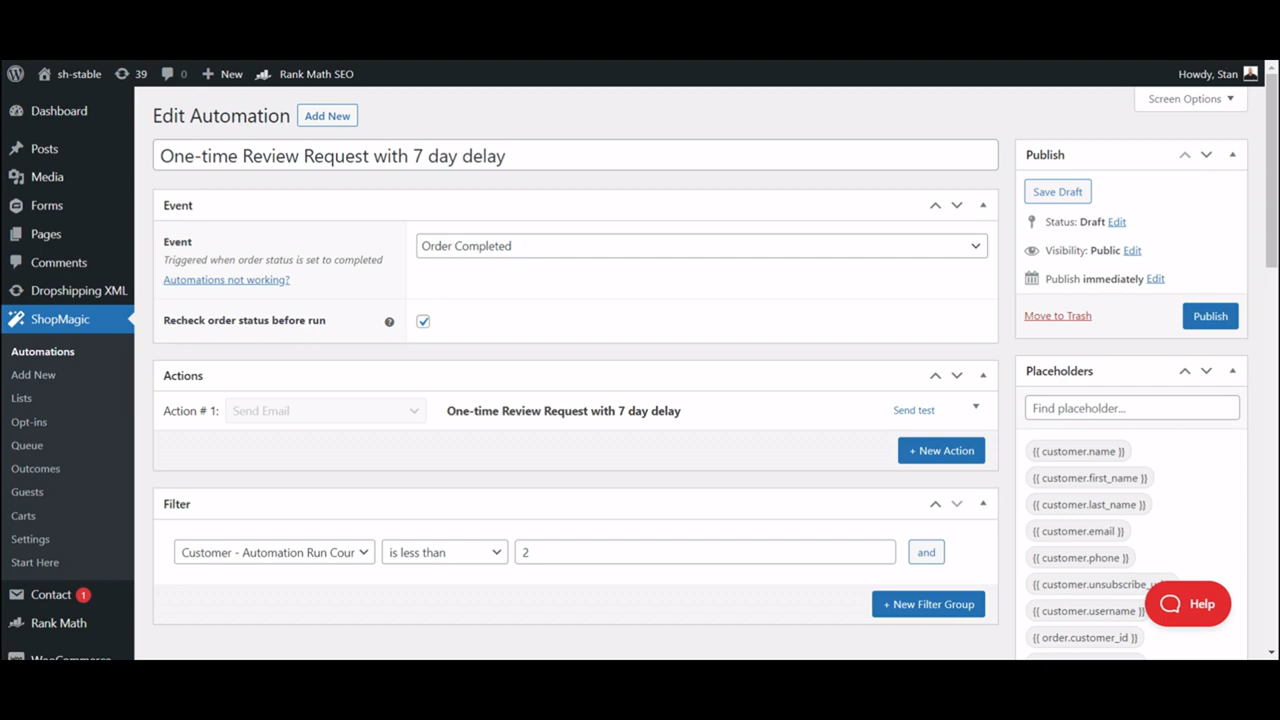 sh-stable 39 0 New Rank Math SEO Howdy, Stan
Dashboard
Posts
Media
Forms
Pages
Comments
Dropshipping XML
ShopMagic
Automations
Add New
Lists
Opt-ins
Queue
Outcomes
Guests
Carts
Settings
Start Here
Contact 1
Rank Math
WooCommerce
Screen Options
Edit Automation Add New
One-time Review Request with 7 day delay
Event
Event
Triggered when order status is set to completed
Automations not working?
Order Completed
Recheck order status before run
Actions
Action # 1: Send Email One-time Review Request with 7 day delay Send test
+ New Action
Filter
Customer - Automation Run Cour is less than 2 and
+ New Filter Group
Publish
Save Draft
Status: Draft Edit
Visibility: Public Edit
Publish immediately Edit
Move to Trash Publish
Placeholders
Find placeholder...
{{ customer.name }}
{{ customer.first_name }}
{{ customer.last_name }}
{{ customer.email }}
{{ customer.phone }}
{{ customer.unsubscribe_
{{ customer.username }}
{{ order.customer_id }}
Help